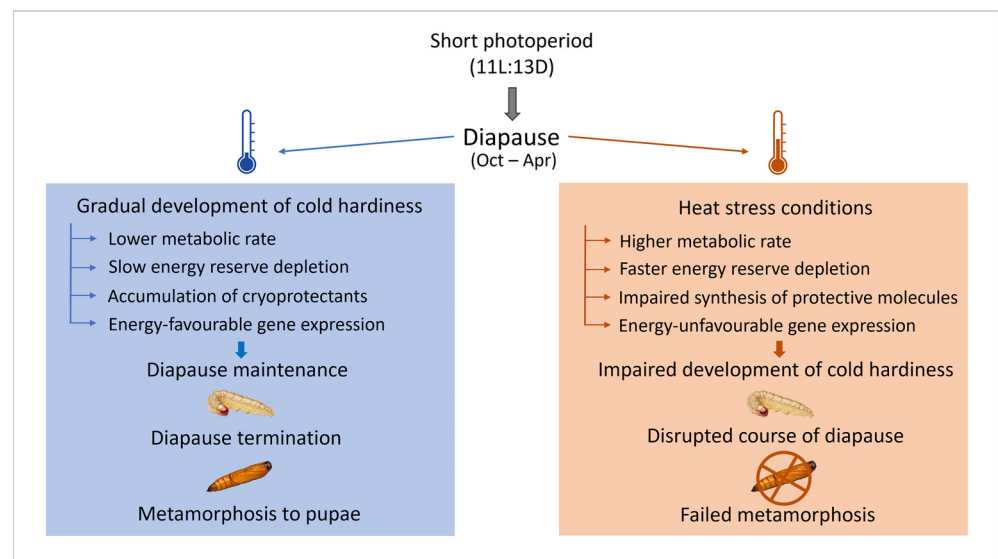 Short photoperiod
(11L:13D)
Diapause
(Oct – Apr)
Gradual development of cold hardiness
Lower metabolic rate
Slow energy reserve depletion
Accumulation of cryoprotectants
Energy-favourable gene expression
Diapause maintenance
Diapause termination
Metamorphosis to pupae
Heat stress conditions
Higher metabolic rate
Faster energy reserve depletion
Impaired synthesis of protective molecules
Energy-unfavourable gene expression
Impaired development of cold hardiness
Disrupted course of diapause
Failed metamorphosis